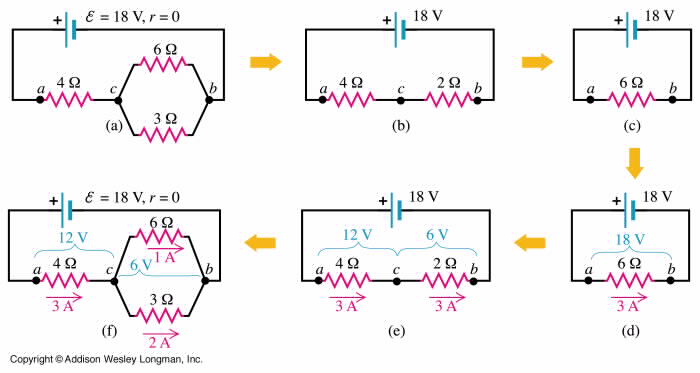 + ℰ = 18 V, r = 0
6 Ω
a 4 Ω c b
3 Ω
(a)
+ 18 V
a 4 Ω c 2 Ω b
(b)
+ 18 V
a 6 Ω b
(c)
+ ℰ = 18 V, r = 0
12 V
6 Ω
1 A
a 4 Ω c 6 V b
3 A
3 Ω
2 A
(f)
+ 18 V
12 V 6 V
a 4 Ω c 2 Ω b
3 A 3 A
(e)
+ 18 V
18 V
a 6 Ω b
3 A
(d)
Copyright © Addison Wesley Longman, Inc.